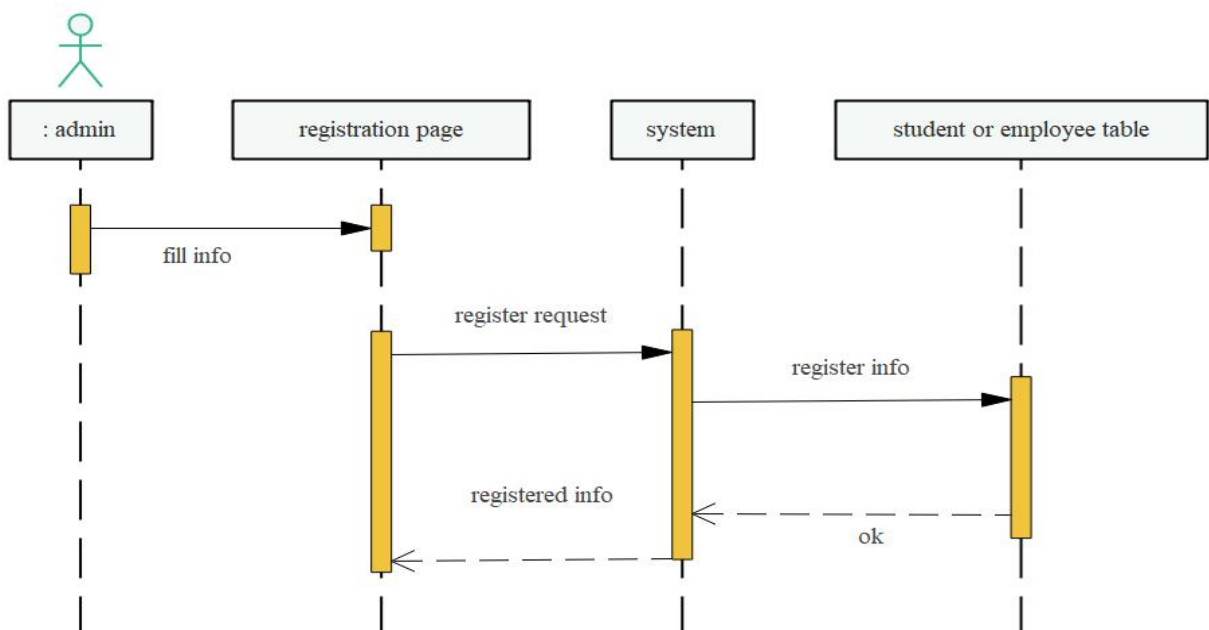 : admin
registration page
system
student or employee table
fill info
register request
register info
registered info
ok